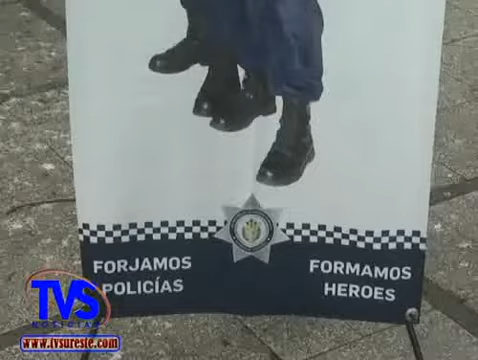 FORJAMOS
POLICÍAS
FORMAMOS
HEROES
TVS
NOTICIAS
www.tvsureste.com